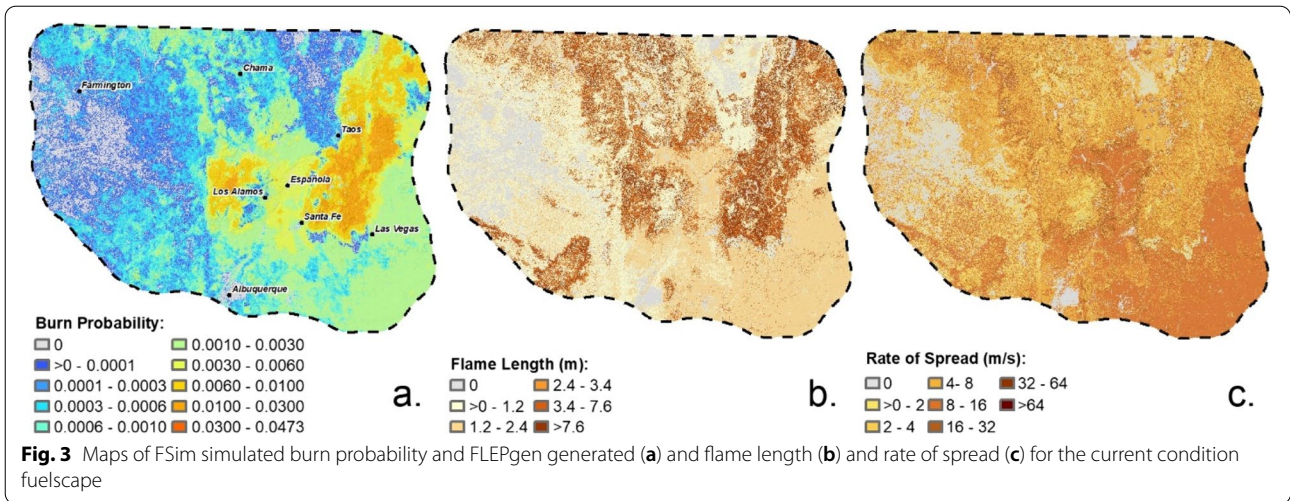 Farmington
Chama
Taos
Los Alamos
Española
Santa Fe
Las Vegas
Albuquerque
Burn Probability:
0
>0 - 0.0001
0.0001 - 0.0003
0.0003 - 0.0006
0.0006 - 0.0010
0.0010 - 0.0030
0.0030 - 0.0060
0.0060 - 0.0100
0.0100 - 0.0300
0.0300 - 0.0473
a.
Flame Length (m):
0
>0 - 1.2
1.2 - 2.4
2.4 - 3.4
3.4 - 7.6
>7.6
b.
Rate of Spread (m/s):
0
>0 - 2
2 - 4
4- 8
8 - 16
16 - 32
32 - 64
>64
c.
Fig. 3 Maps of FSim simulated burn probability and FLEPgen generated (a) and flame length (b) and rate of spread (c) for the current condition
fuelscape